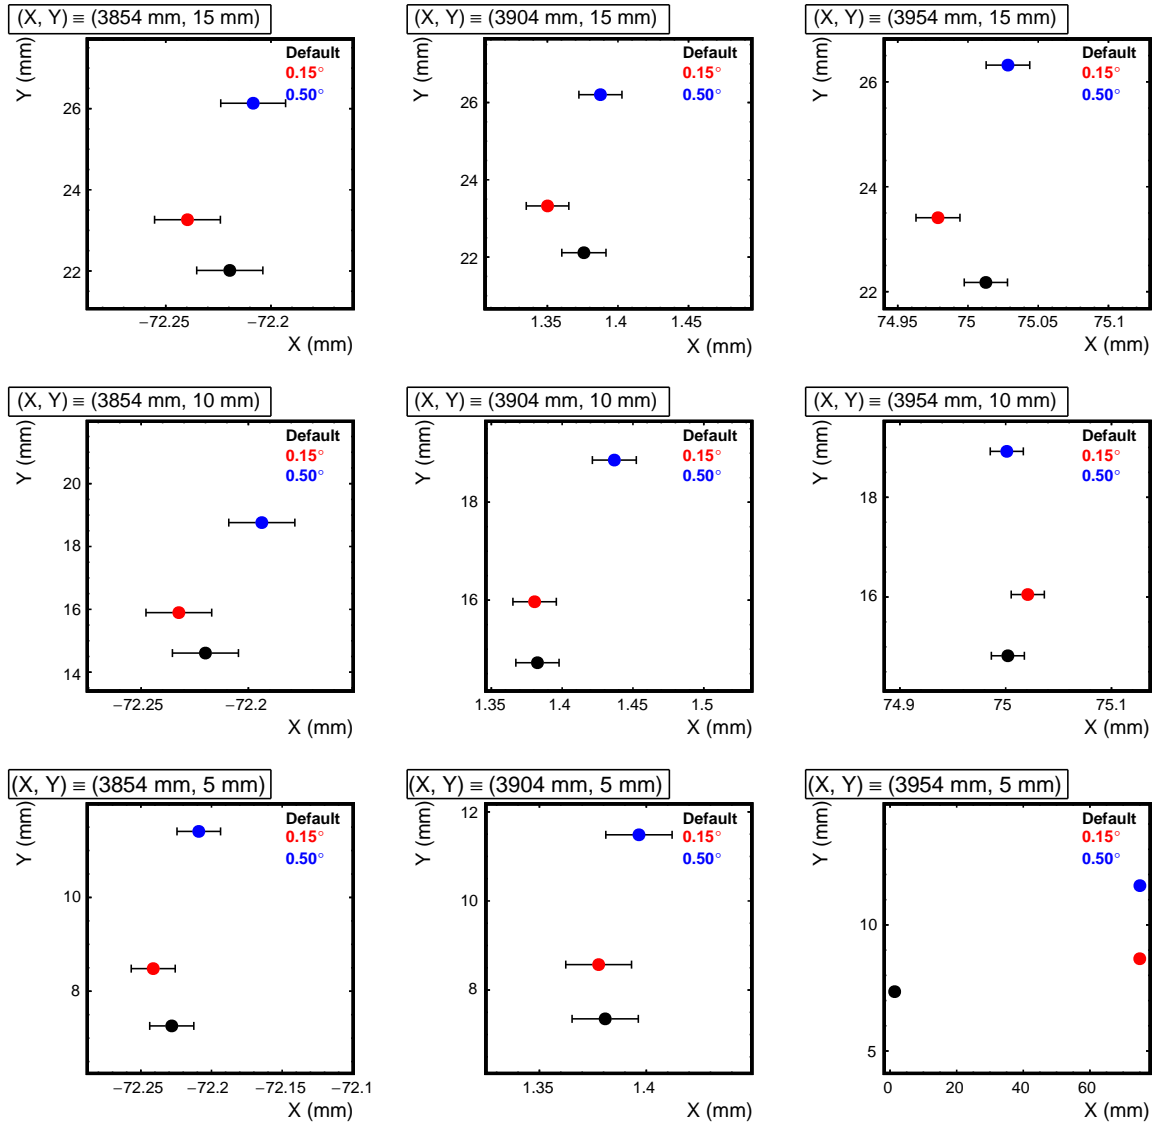 (X, Y) ≡ (3854 mm, 15 mm)
Y (mm)
Default
0.15°
0.50°
26
24
22
−72.25
−72.2
X (mm)
(X, Y) ≡ (3904 mm, 15 mm)
Y (mm)
Default
0.15°
0.50°
26
24
22
1.35
1.4
1.45
X (mm)
(X, Y) ≡ (3954 mm, 15 mm)
Y (mm)
Default
0.15°
0.50°
26
24
22
74.95
75
75.05
75.1
X (mm)
(X, Y) ≡ (3854 mm, 10 mm)
Y (mm)
Default
0.15°
0.50°
20
18
16
14
−72.25
−72.2
X (mm)
(X, Y) ≡ (3904 mm, 10 mm)
Y (mm)
Default
0.15°
0.50°
18
16
1.35
1.4
1.45
1.5
X (mm)
(X, Y) ≡ (3954 mm, 10 mm)
Y (mm)
Default
0.15°
0.50°
18
16
74.9
75
75.1
X (mm)
(X, Y) ≡ (3854 mm, 5 mm)
Y (mm)
Default
0.15°
0.50°
10
8
−72.25
−72.2
−72.15
−72.1
X (mm)
(X, Y) ≡ (3904 mm, 5 mm)
Y (mm)
Default
0.15°
0.50°
12
10
8
1.35
1.4
X (mm)
(X, Y) ≡ (3954 mm, 5 mm)
Y (mm)
Default
0.15°
0.50°
10
5
0
20
40
60
X (mm)